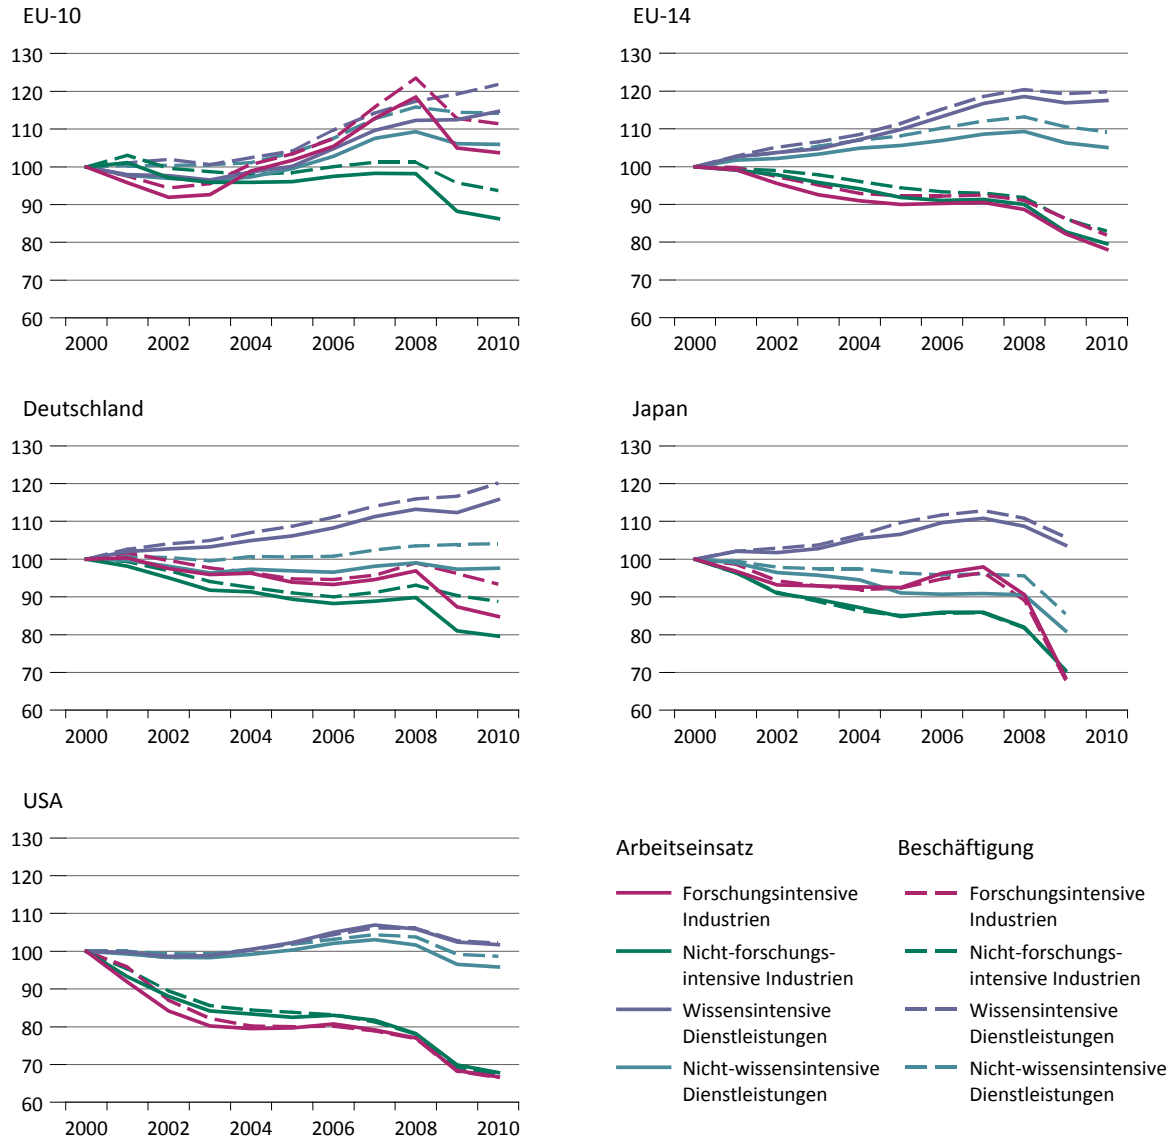 EU-10
130
120
110
100
90
80
70
60
2000 2002 2004 2006 2008 2010
EU-14
130
120
110
100
90
80
70
60
2000 2002 2004 2006 2008 2010
Deutschland
130
120
110
100
90
80
70
60
2000 2002 2004 2006 2008 2010
Japan
130
120
110
100
90
80
70
60
2000 2002 2004 2006 2008 2010
USA
130
120
110
100
90
80
70
60
2000 2002 2004 2006 2008 2010
Arbeitseinsatz
Forschungsintensive
Industrien
Nicht-forschungs-
intensive Industrien
Wissensintensive
Dienstleistungen
Nicht-wissensintensive
Dienstleistungen
Beschäftigung
Forschungsintensive
Industrien
Nicht-forschungs-
intensive Industrien
Wissensintensive
Dienstleistungen
Nicht-wissensintensive
Dienstleistungen